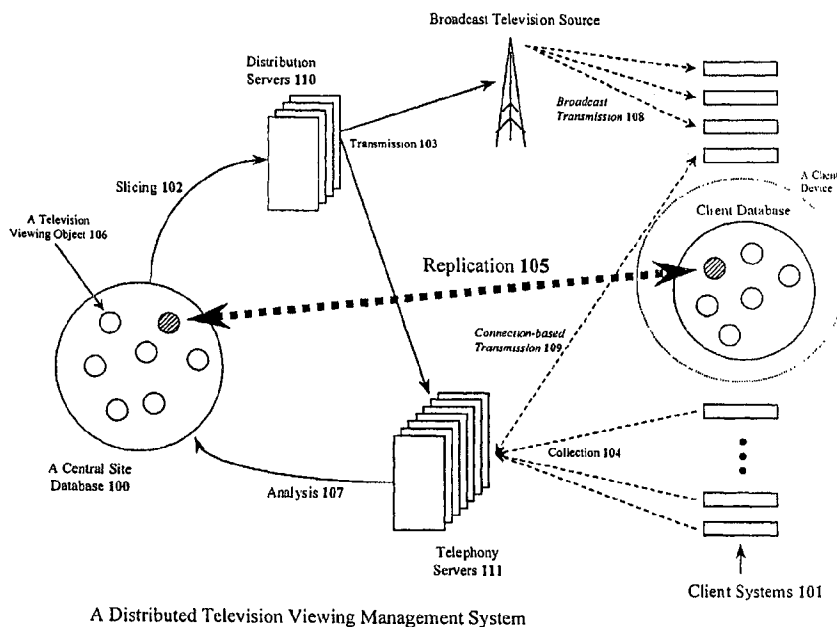 Broadcast Television Source
Distribution
Servers 110
Broadcast
Transmission 108
Transmission 103
Slicing 102
A Client
Device
A Television
Viewing Object 106
Client Database
Replication 105
Connection-based
Transmission 109
Collection 104
A Central Site
Database 100
Analysis 107
Telephony
Servers 111
Client Systems 101
A Distributed Television Viewing Management System